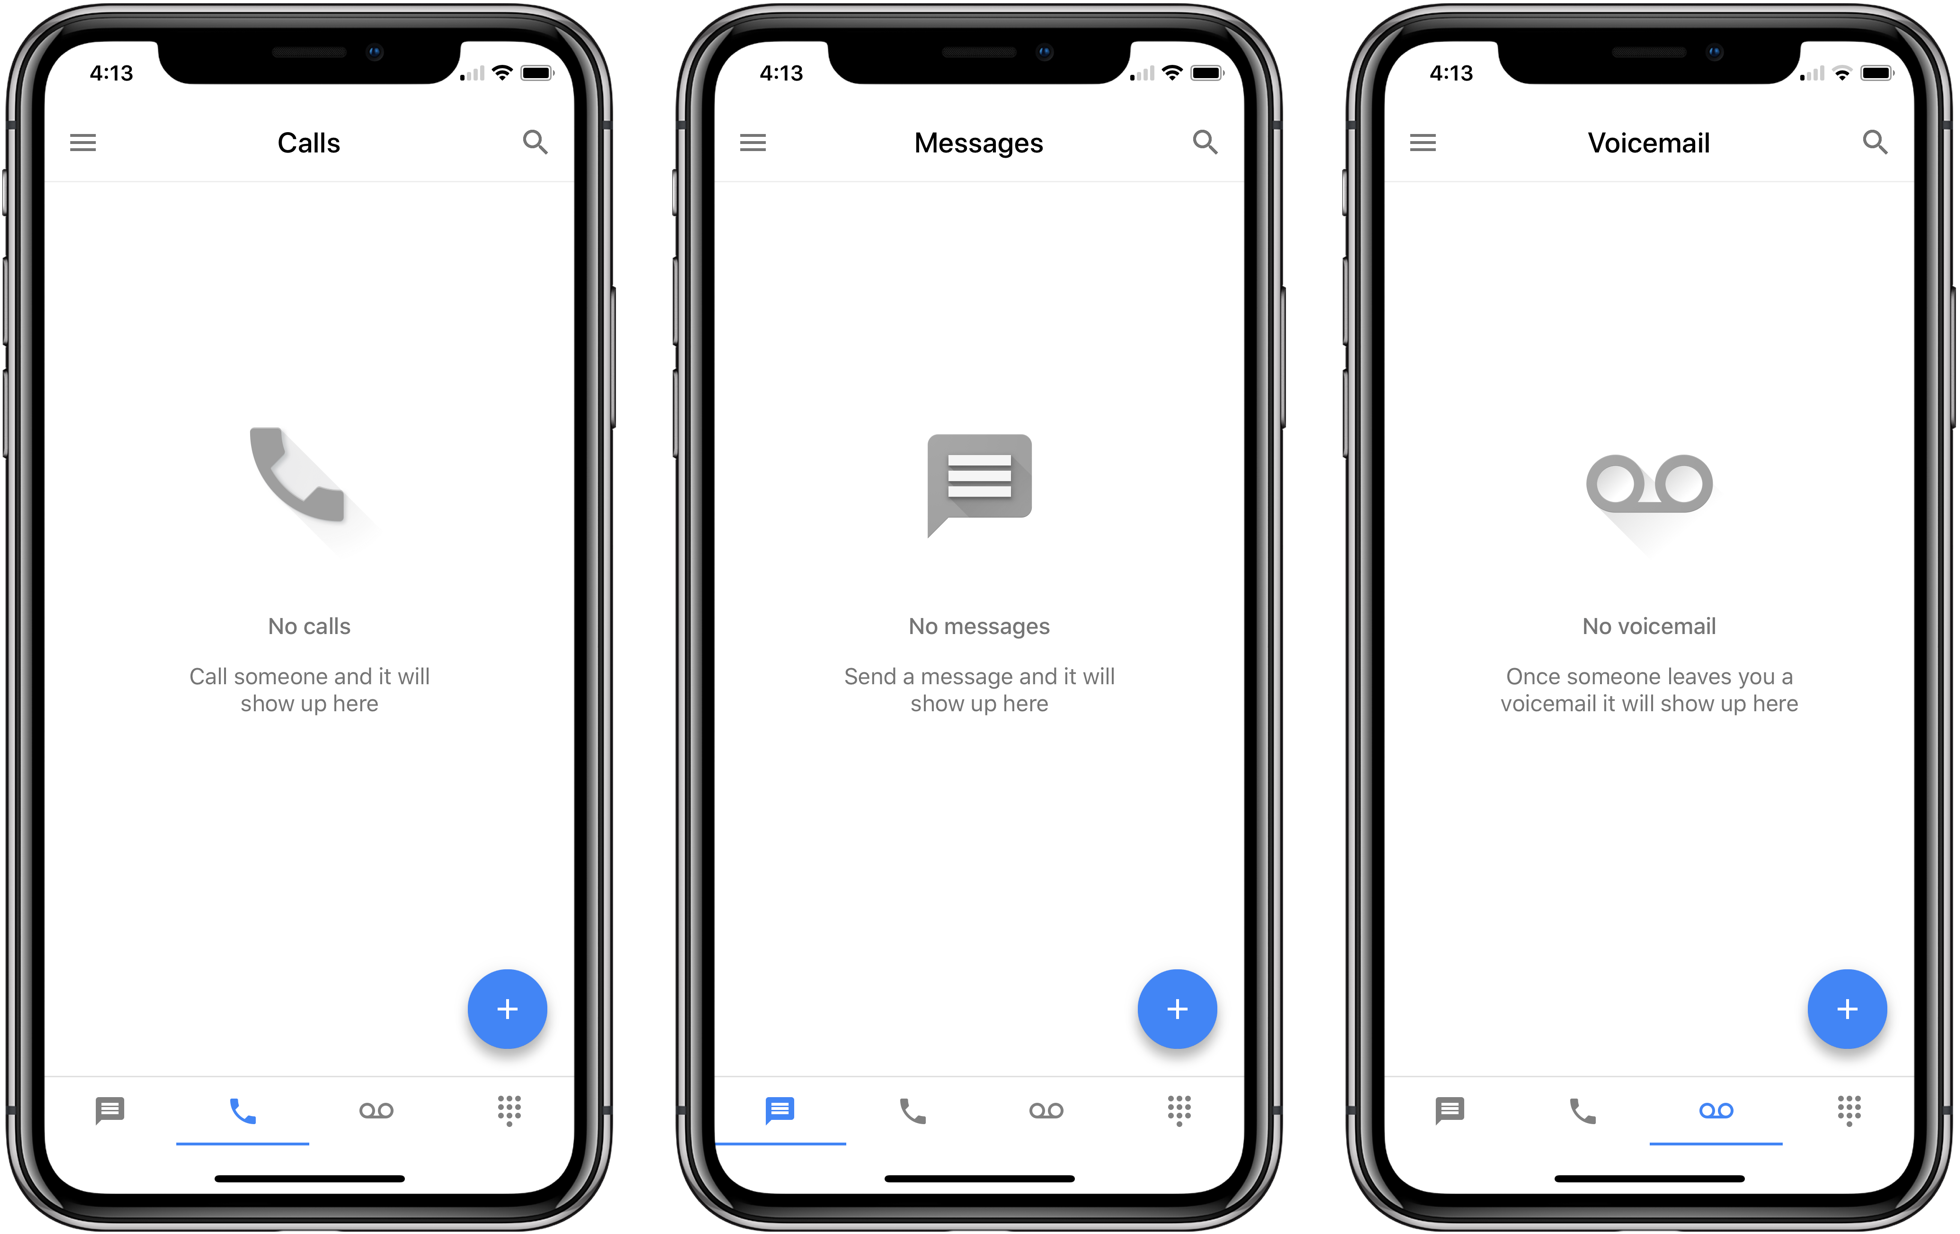 4:13
Calls
No calls
Call someone and it will
show up here
4:13
Messages
No messages
Send a message and it will
show up here
4:13
Voicemail
No voicemail
Once someone leaves you a
voicemail it will show up here